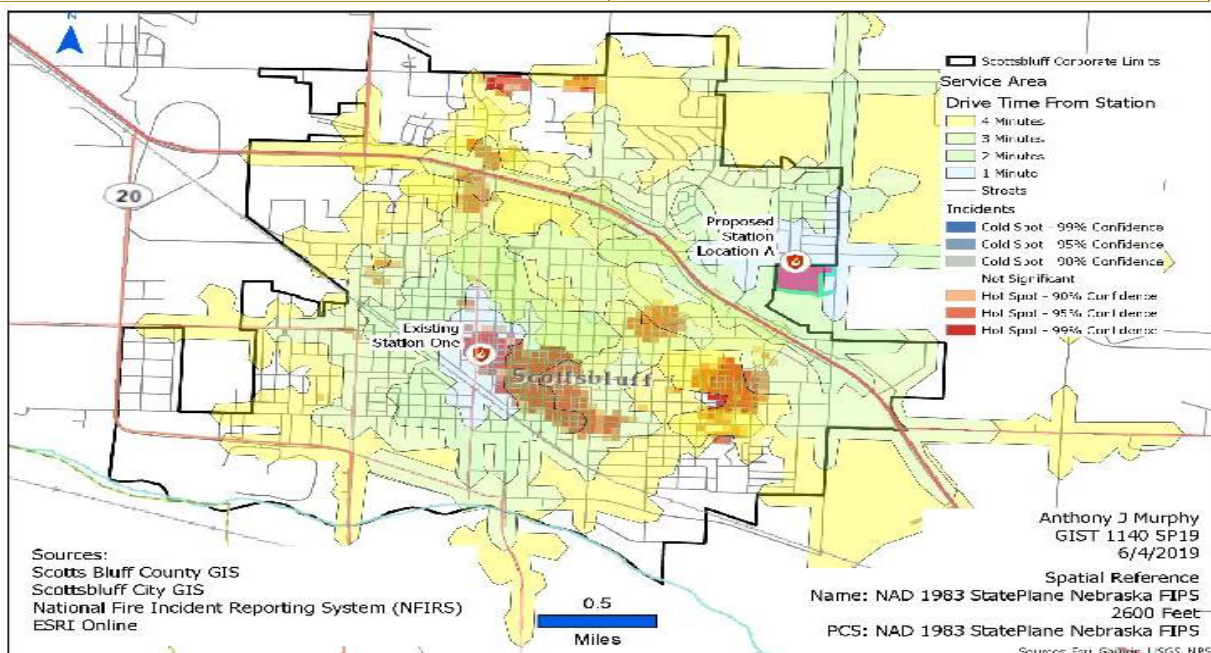 N
Scottsbluff Corporate Limits
Service Area
Drive Time From Station
4 Minutes
3 Minutes
2 Minutes
1 Minute
Streets
Incidents
Cold Spot - 99% Confidence
Cold Spot 95% Confidence
Cold Spot 90% Confidence
Not Significant
Hot Spot - 90% Confidence
Hot Spot - 95% Confidence
Hot Spot - 99% Confidence
20
Proposed
Station
Location A
Existing
Station One
Scottsbluff
Sources:
Scotts Bluff County GIS
Scottsbluff City GIS
National Fire Incident Reporting System (NFIRS)
ESRI Online
0.5
Miles
Anthony J Murphy
GIST 1140 SP19
6/4/2019
Spatial Reference
Name: NAD 1983 StatePlane Nebraska FIPS
2600 Feet
PCS: NAD 1983 StatePlane Nebraska FIPS
Sources: Esri, Garmin, USGS, NPS